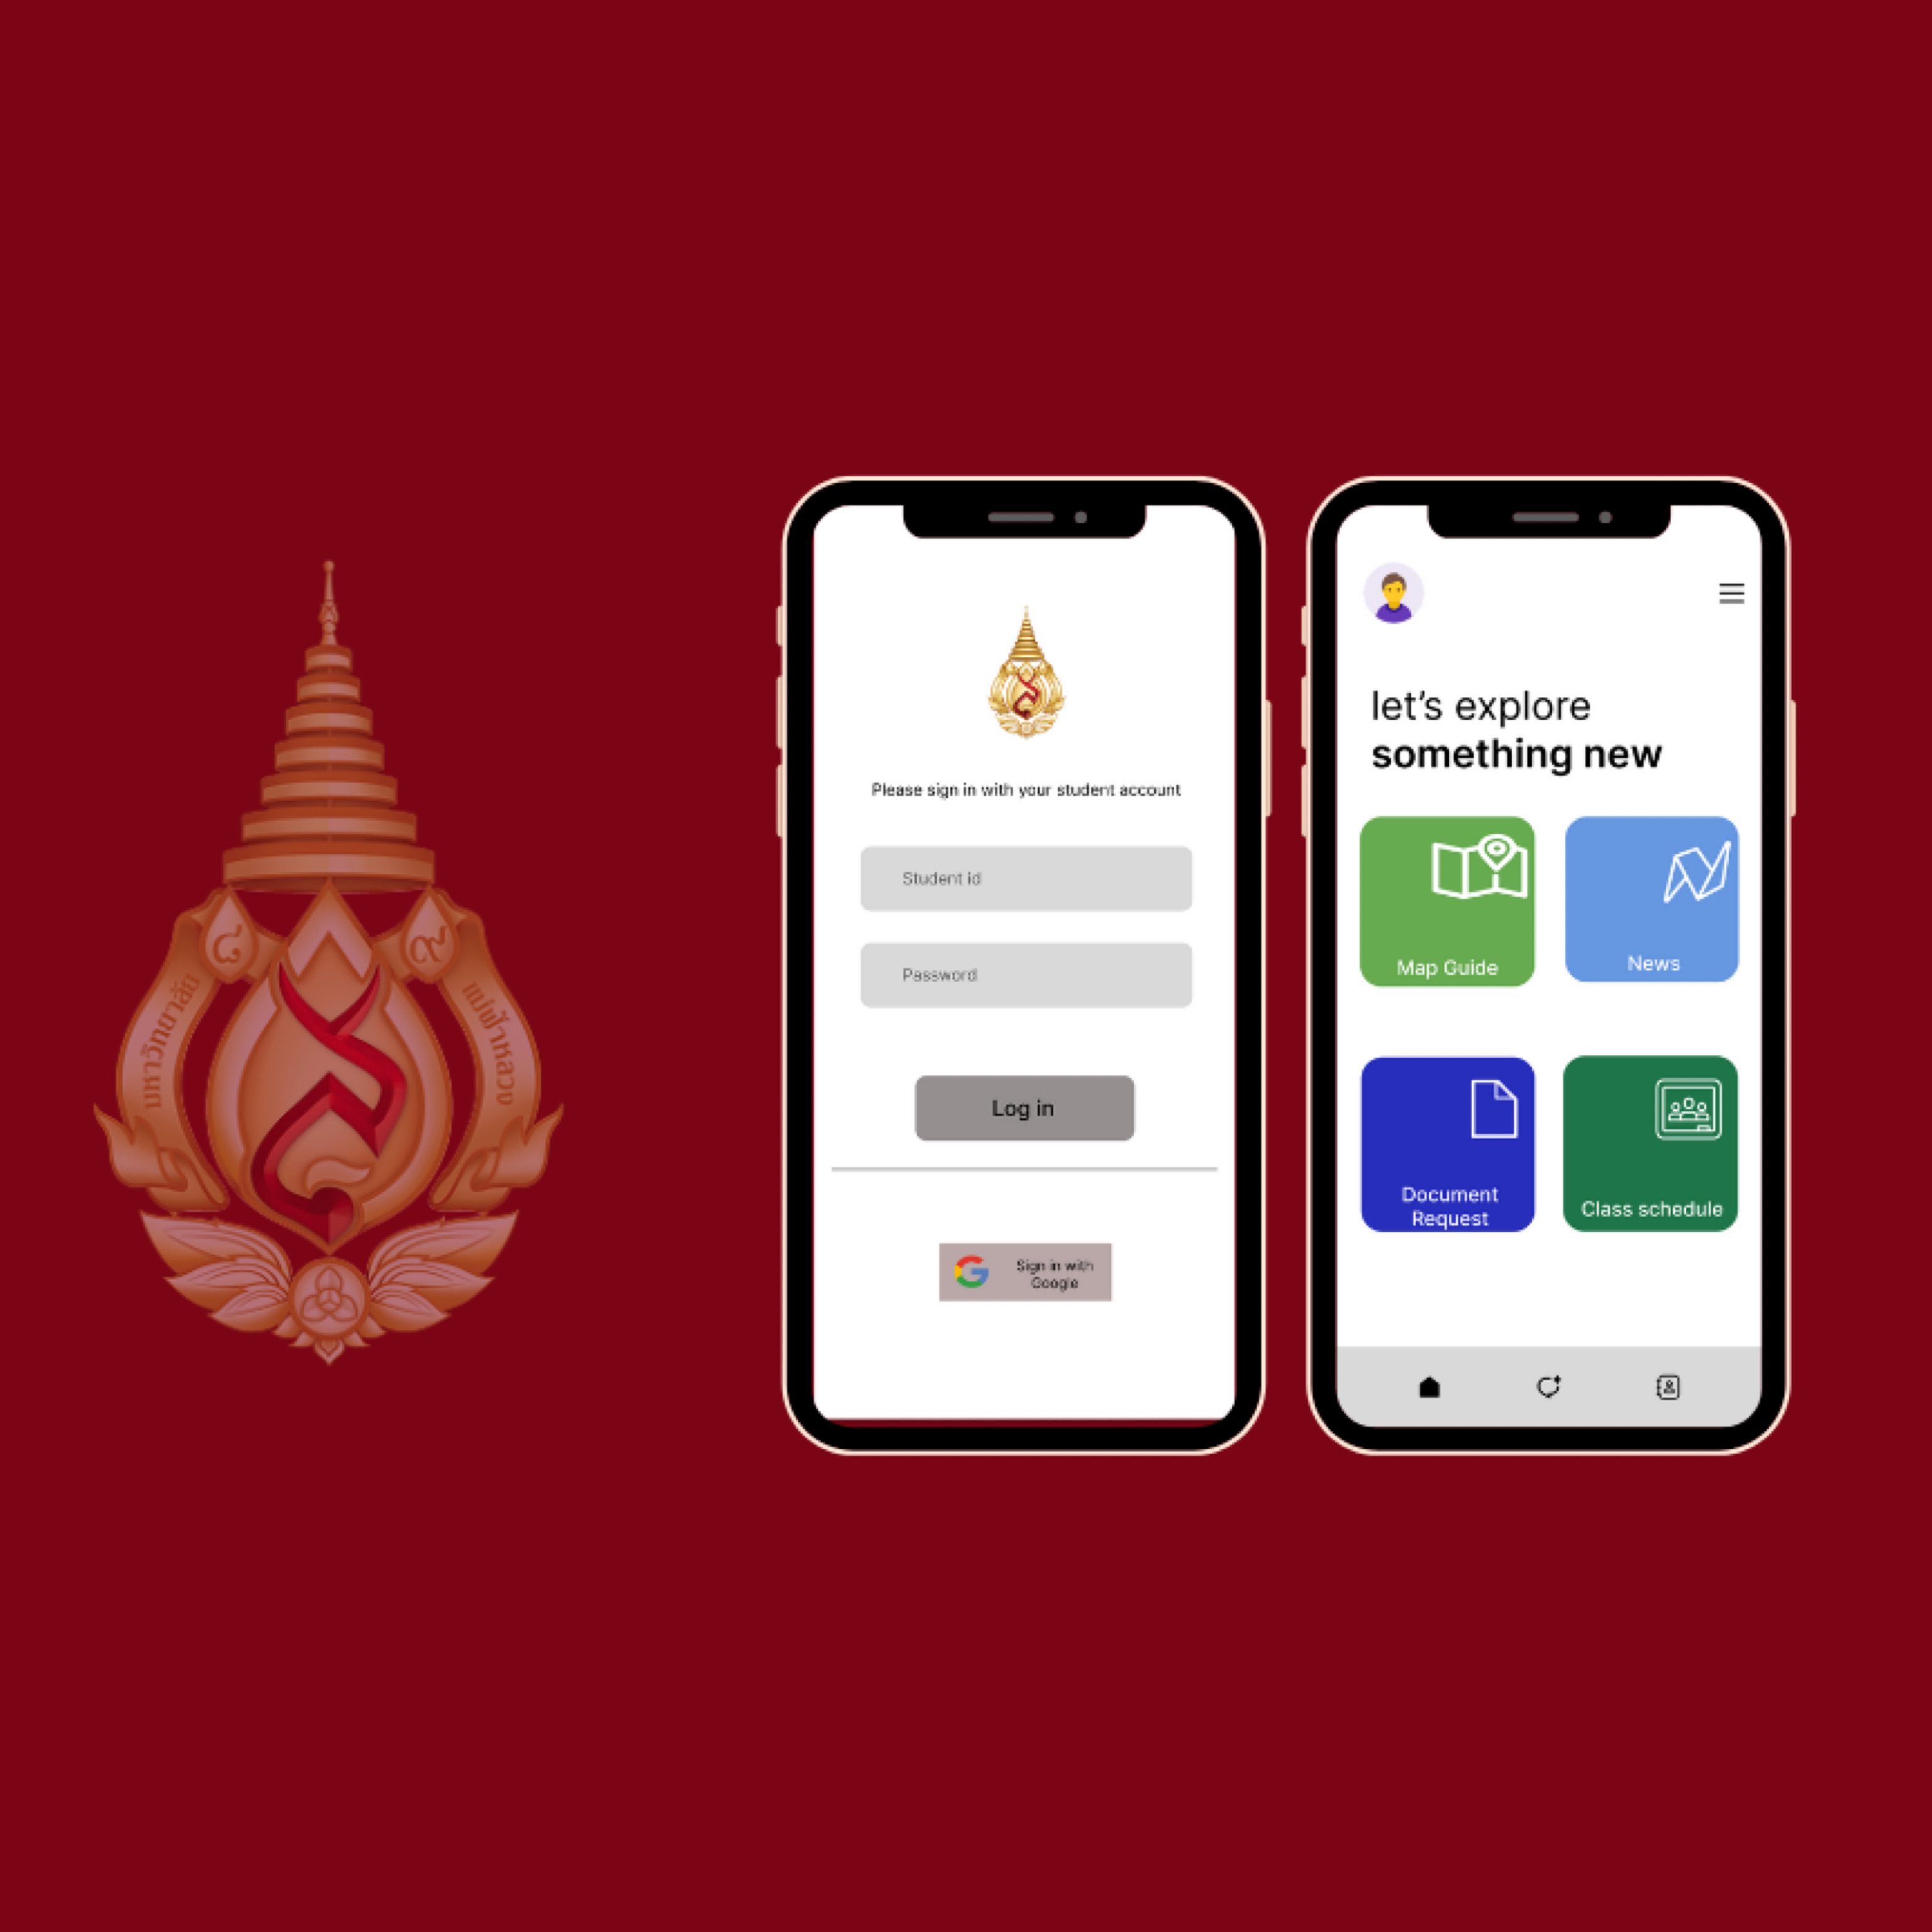 ๘
๙
มหาวิทยาลัย
แม่ฟ้าหลวง
Please sign in with your student account
Student id
Password
Log in
Sign in with
Google
let's explore
something new
Map Guide
News
Document
Request
Class schedule